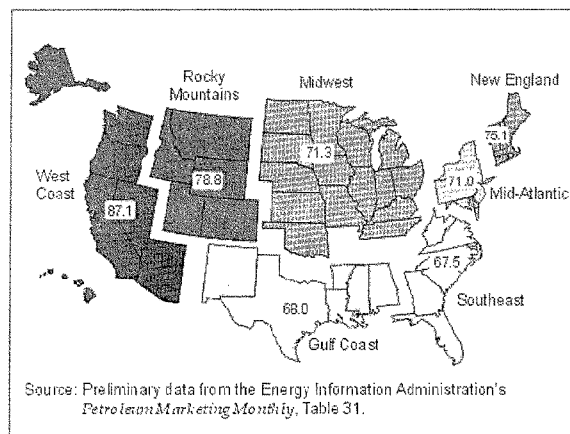 Rocky
Mountains
Midwest
New England
75.1
71.3
West
Coast
78.8
71.0
Mid-Atlantic
87.1
67.5
Southeast
68.0
Gulf Coast
Source: Preliminary data from the Energy Information Administration's
Petroleum Marketing Monthly, Table 31.